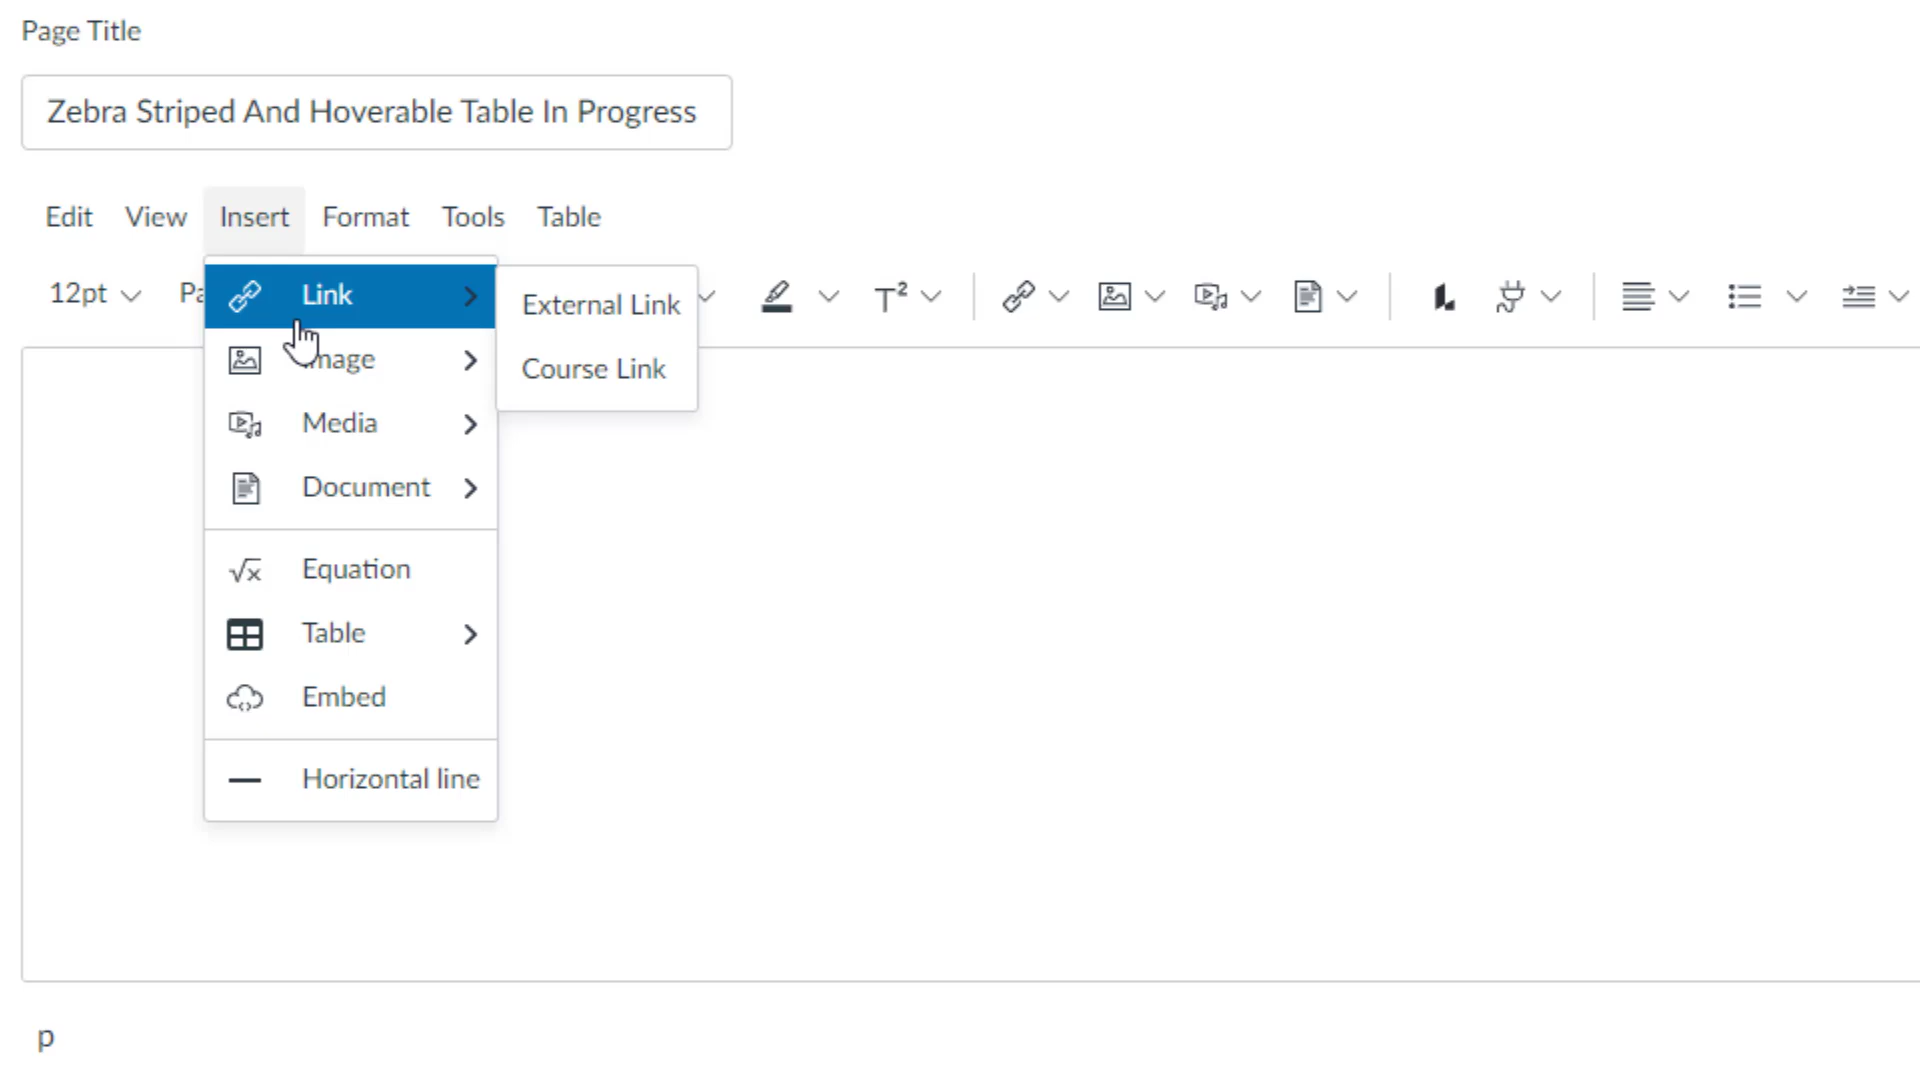 Page Title
Zebra Striped And Hoverable Table In Progress
Edit View Insert Format Tools Table
12pt
Link
External Link
Course Link
Image
Media
Document
Equation
Table
Embed
Horizontal line
p